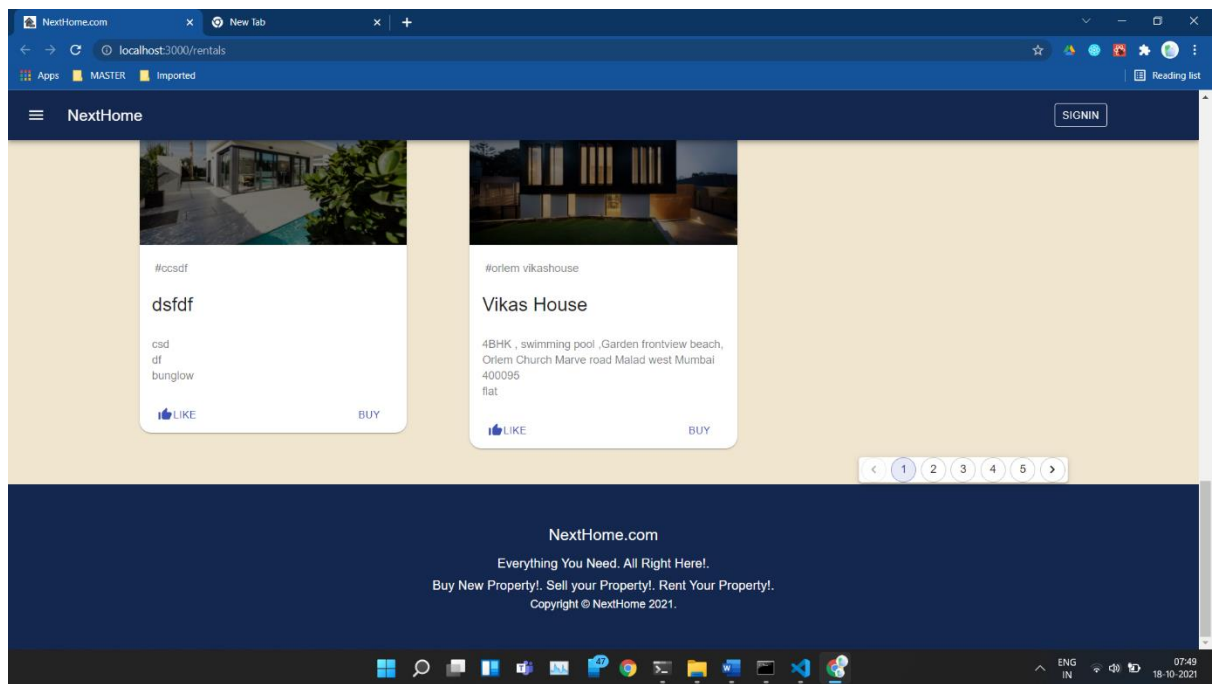 NextHome.com
New Tab
localhost:3000/rentals
Apps MASTER Imported
Reading list
NextHome
SIGNIN
#ccsdf
dsfdf
csd
df
bunglow
LIKE BUY
#orlem vikashouse
Vikas House
4BHK , swimming pool ,Garden frontview beach,
Orlem Church Marve road Malad west Mumbai
400095
flat
LIKE BUY
1 2 3 4 5
NextHome.com
Everything You Need. All Right Here!.
Buy New Property!. Sell your Property!. Rent Your Property!.
Copyright © NextHome 2021.
47
ENG
IN
07:49
18-10-2021